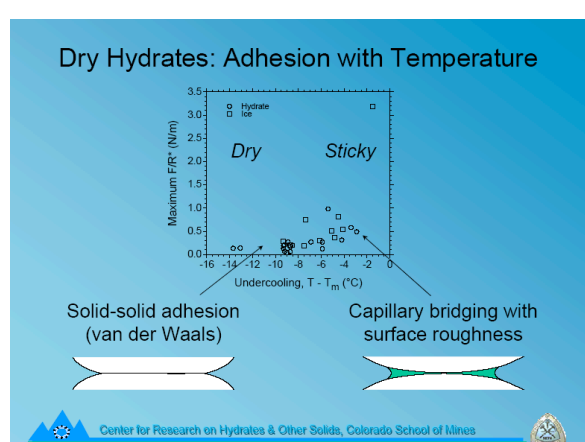 Dry Hydrates: Adhesion with Temperature
Maximum F/R* (N/m)
3.5
3.0
2.5
2.0
1.5
1.0
0.5
0.0
Hydrate
Ice
Dry
Sticky
-16 -14 -12 -10 -8 -6 -4 -2 0
Undercooling, T - Tm (°C)
Solid-solid adhesion
(van der Waals)
Capillary bridging with
surface roughness
Center for Research on Hydrates & Other Solids, Colorado School of Mines